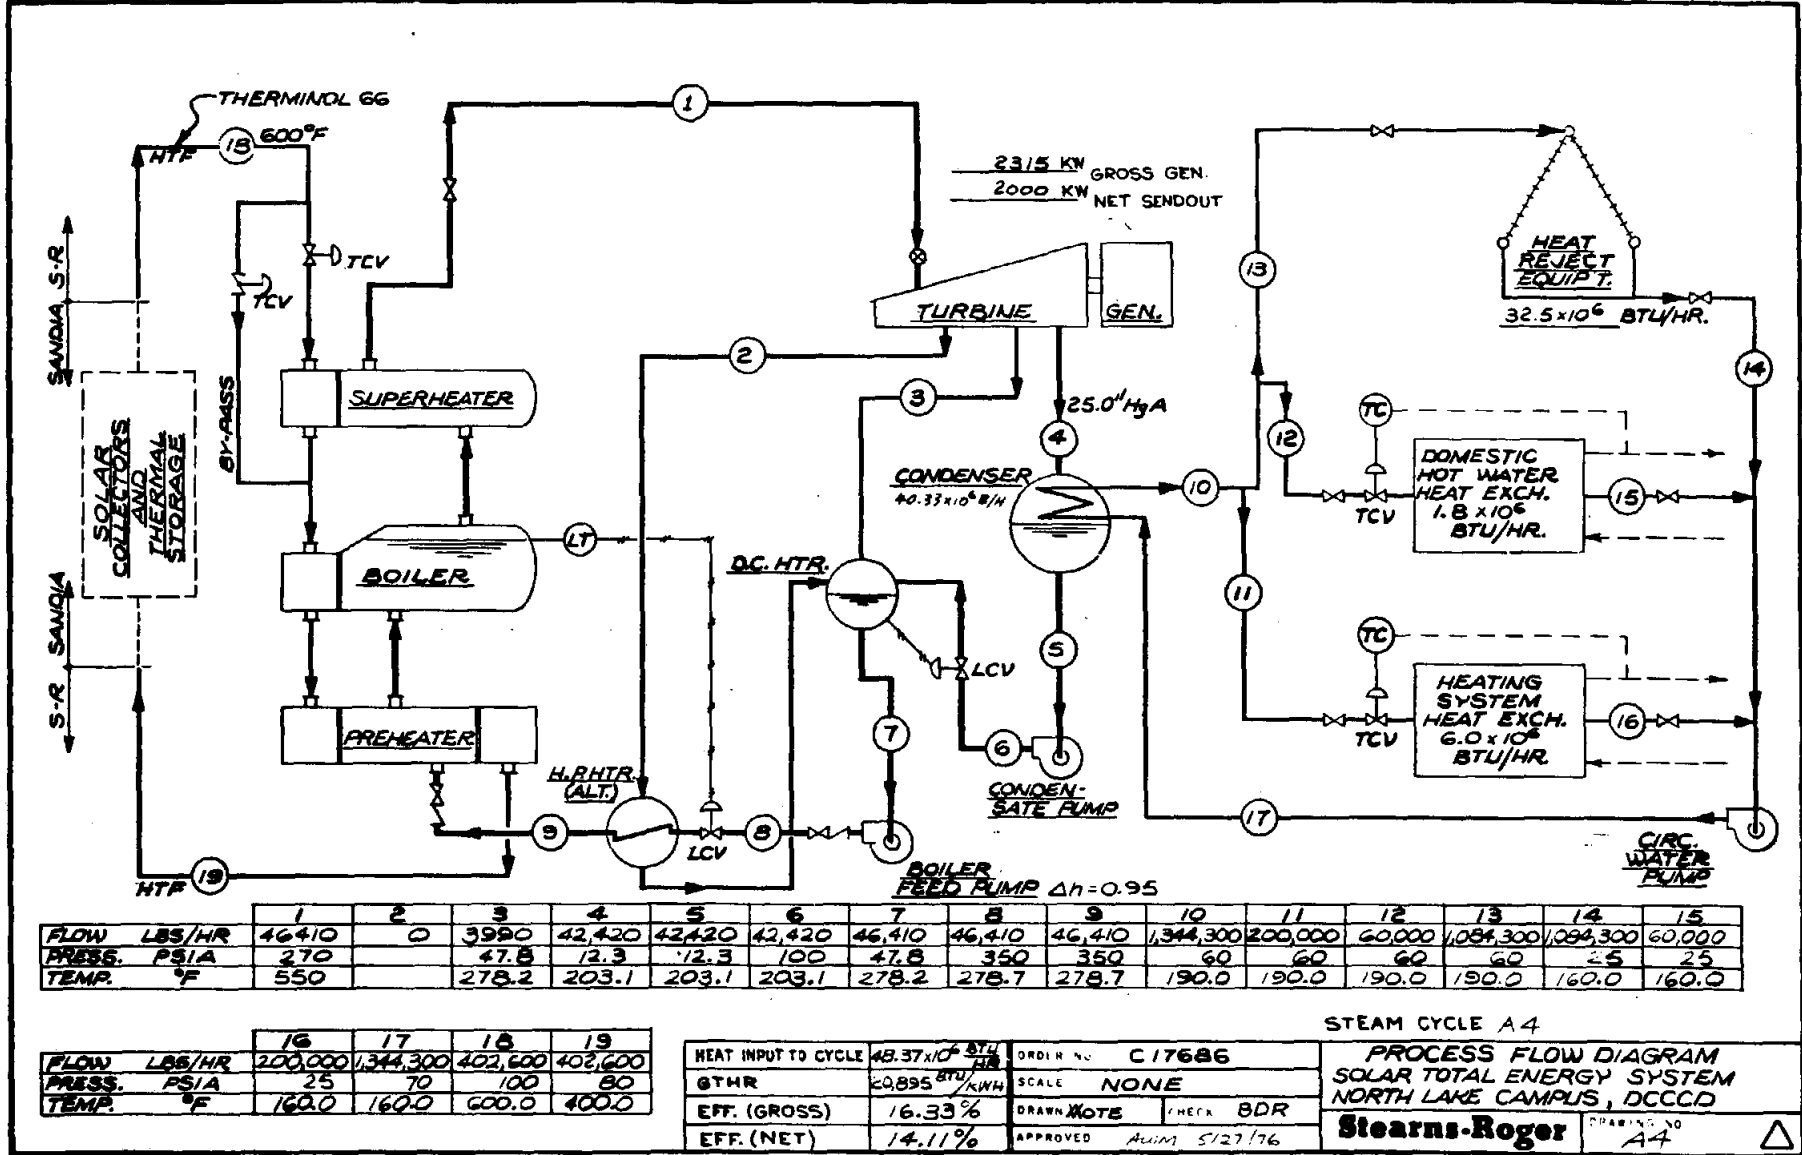 THERMINOL 66
HTF
18
600°F
1
2315 KW GROSS GEN.
2000 KW NET SENDOUT
TCV
TCV
S-R
SANDIA
BY-PASS
SUPERHEATER
SOLAR
COLLECTORS
AND
THERMAL
STORAGE
BOILER
LT
SANDIA
S-R
PREHEATER
HTF
19
2
3
TURBINE
GEN.
25.0" HgA
4
CONDENSER
40.33x10⁶ B/H
10
D.C. HTR.
LCV
5
6
7
CONDEN-
SATE PUMP
H.P. HTR.
(ALT.)
9
LCV
8
BOILER
FEED PUMP Δh=0.95
13
HEAT
REJECT
EQUIP'T.
32.5x10⁶ BTU/HR.
14
12
TC
DOMESTIC
HOT WATER
HEAT EXCH.
1.8 x10⁶
BTU/HR.
TCV
15
11
TC
HEATING
SYSTEM
HEAT EXCH.
6.0 x 10⁶
BTU/HR.
TCV
16
17
CIRC.
WATER
PUMP
1 2 3 4 5 6 7 8 9 10 11 12 13 14 15
FLOW LBS/HR 46410 0 3990 42,420 42,420 42,420 46,410 46,410 46,410 1,344,300 200,000 60,000 1,084,300 1,084,300 60,000
PRESS. PSIA 270 47.8 12.3 12.3 100 47.8 350 350 60 60 60 60 25 25
TEMP. °F 550 278.2 203.1 203.1 203.1 278.2 278.7 278.7 190.0 190.0 190.0 190.0 160.0 160.0
16 17 18 19
FLOW LBS/HR 200,000 1,344,300 402,600 402,600
PRESS. PSIA 25 70 100 80
TEMP. °F 160.0 160.0 600.0 400.0
HEAT INPUT TO CYCLE 48.37x10⁶ BTU/HR
GTHR 20,895 BTU/KWH
EFF. (GROSS) 16.33%
EFF. (NET) 14.11%
ORDER NO C17686
SCALE NONE
DRAWN CHECK BDR
APPROVED 5/27/76
STEAM CYCLE A4
PROCESS FLOW DIAGRAM
SOLAR TOTAL ENERGY SYSTEM
NORTH LAKE CAMPUS, DCCCD
Stearns-Roger
DRAWING NO
A4